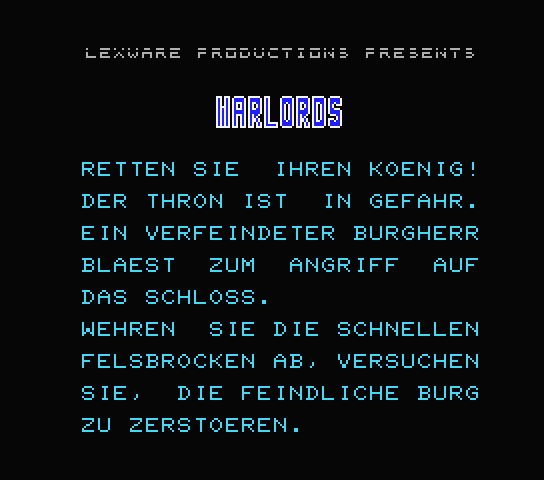 LEXWARE PRODUCTIONS PRESENTS
WARLORDS
RETTEN SIE  IHREN KOENIG!
DER THRON IST  IN GEFAHR.
EIN VERFEINDETER BURGHERR
BLAEST  ZUM  ANGRIFF  AUF
DAS SCHLOSS.
WEHREN  SIE DIE SCHNELLEN
FELSBROCKEN AB, VERSUCHEN
SIE,  DIE FEINDLICHE BURG
ZU ZERSTOEREN.